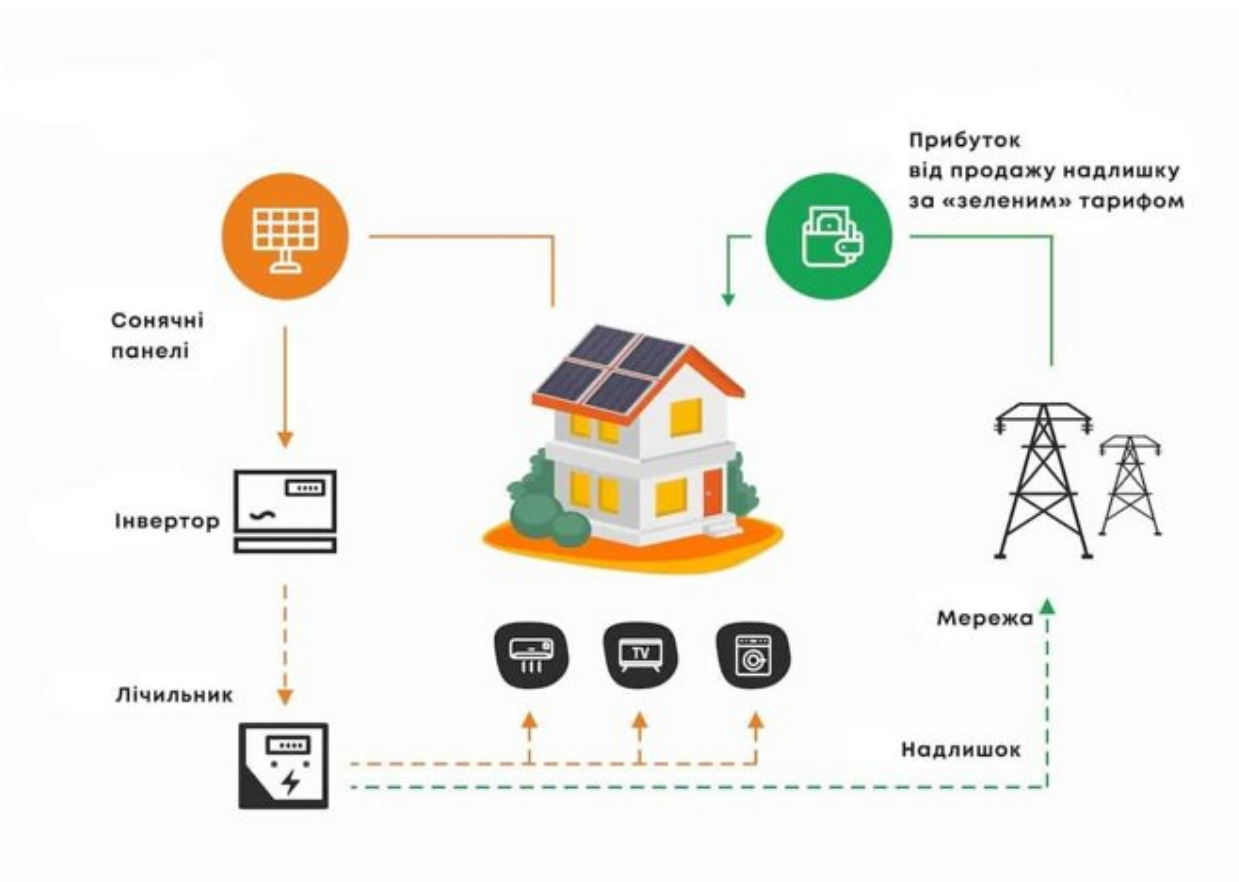 Прибуток
від продажу надлишку
за «зеленим» тарифом
Сонячні
панелі
Інвертор
TV
Мережа
Лічильник
Надлишок